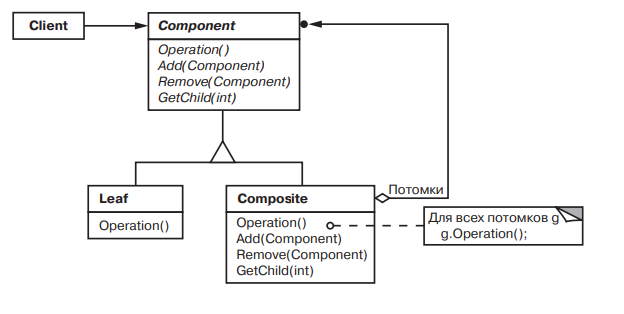 Client
Component
Operation()
Add(Component)
Remove(Component)
GetChild(int)
Leaf
Operation()
Composite
Operation()
Add(Component)
Remove(Component)
GetChild(int)
Потомки
Для всех потомков g
g.Operation();